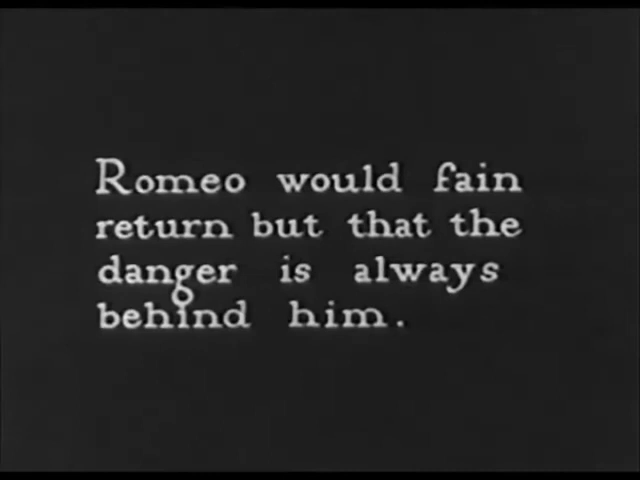 Romeo would fain
return but that the
danger is always
behind him.